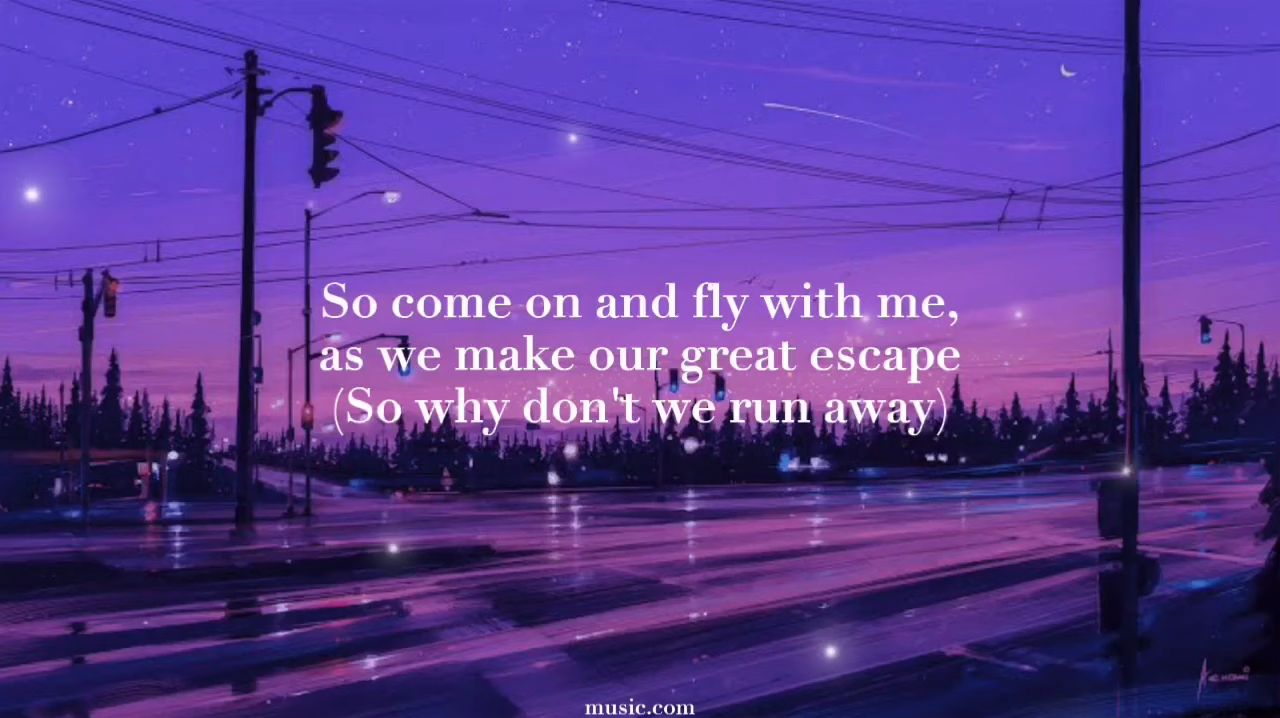 So come on and fly with me,
as we make our great escape
(So why don't we run away)
Aenami
music.com